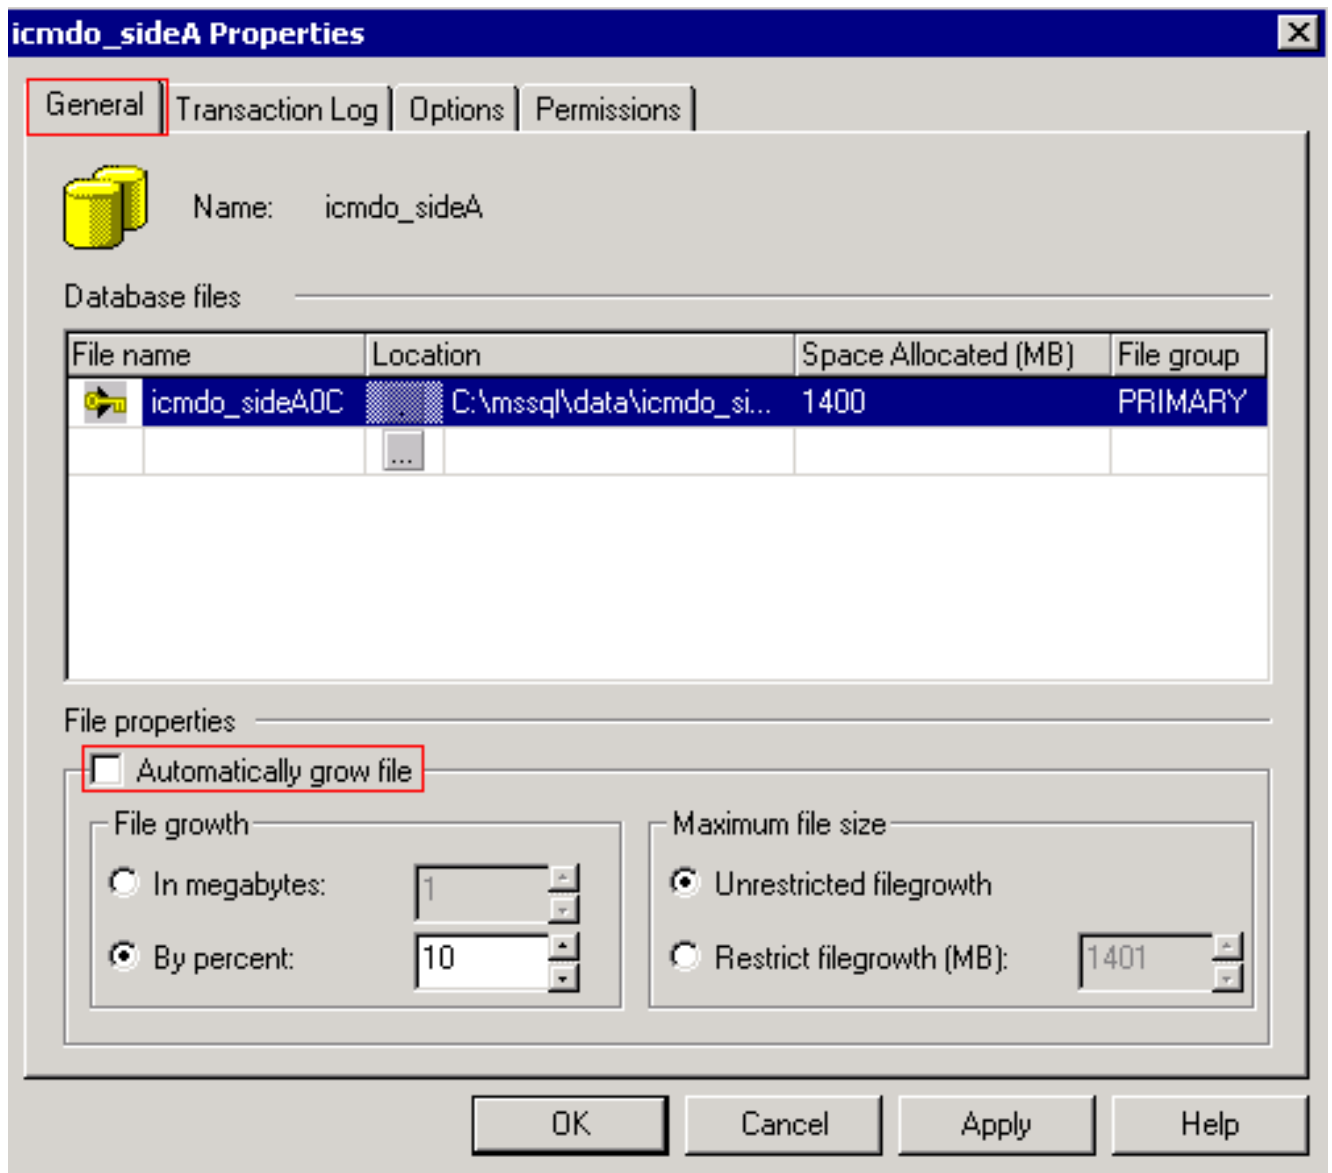 icmdo_sideA Properties
General Transaction Log Options Permissions
Name: icmdo_sideA
Database files
File name Location Space Allocated (MB) File group
icmdo_sideA0C . C:\mssql\data\icmdo_si... 1400 PRIMARY
...
File properties
Automatically grow file
File growth Maximum file size
In megabytes: 1 Unrestricted filegrowth
By percent: 10 Restrict filegrowth (MB): 1401
OK Cancel Apply Help